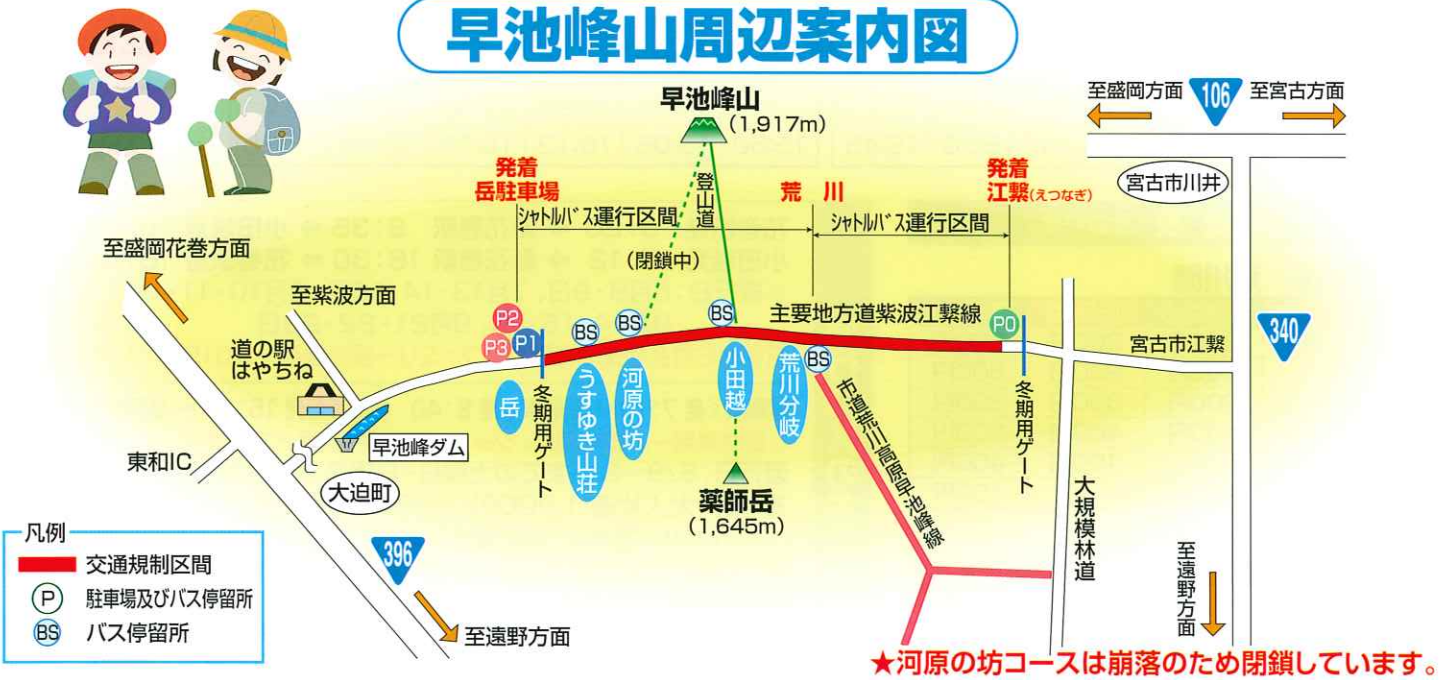 早池峰山周辺案内図
早池峰山
(1,917m)
至盛岡方面
106
至宮古方面
宮古市川井
発着
岳駐車場
登山道
荒 川
発着
江繋(えつなぎ)
シャトルバス運行区間
シャトルバス運行区間
至盛岡花巻方面
(閉鎖中)
至紫波方面
主要地方道紫波江繋線
340
P2
P3
P1
BS
BS
BS
BS
P0
宮古市江繋
道の駅
はやちね
岳
冬期用ゲート
うすゆき山荘
河原の坊
小田越
荒川分岐
冬期用ゲート
早池峰ダム
東和IC
大迫町
薬師岳
(1,645m)
市道荒川高原早池峰線
大規模林道
396
至遠野方面
至遠野方面
凡例
交通規制区間
P 駐車場及びバス停留所
BS バス停留所
★河原の坊コースは崩落のため閉鎖しています。